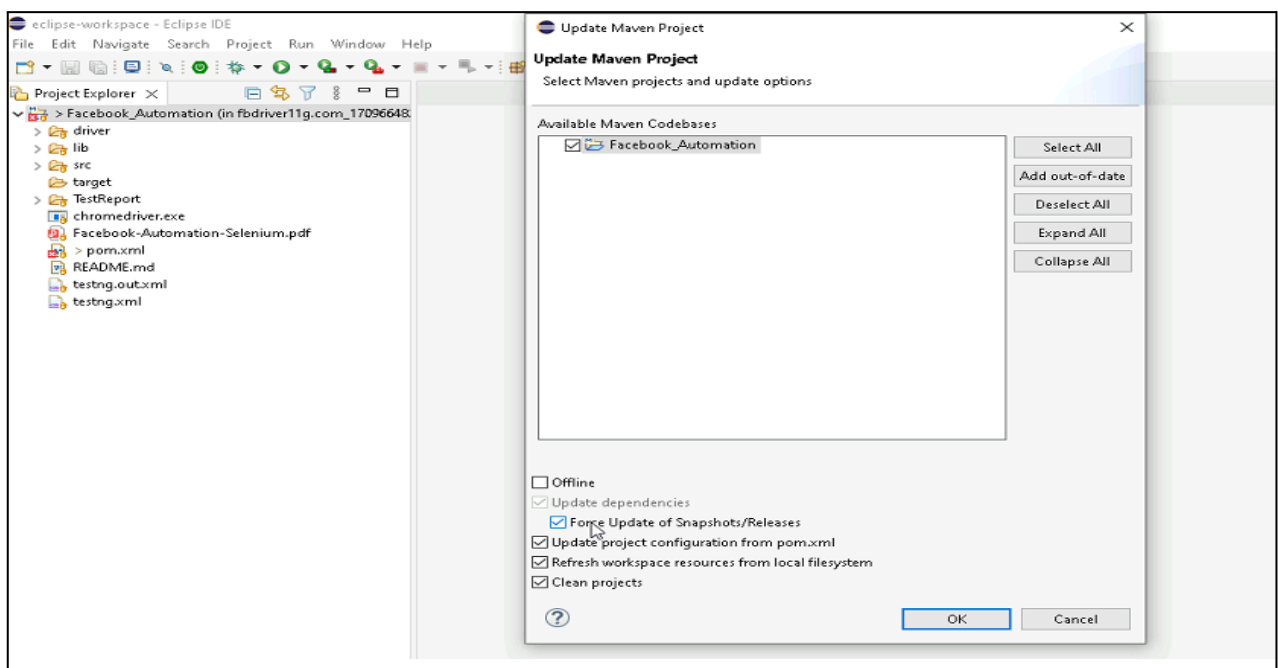 eclipse-workspace - Eclipse IDE
File Edit Navigate Search Project Run Window Help
Project Explorer
> Facebook_Automation (in fbdriver11g.com_17096648
driver
lib
src
target
TestReport
chromedriver.exe
Facebook-Automation-Selenium.pdf
> pom.xml
README.md
testng.out.xml
testng.xml
Update Maven Project
Update Maven Project
Select Maven projects and update options
Available Maven Codebases
Facebook_Automation
Select All
Add out-of-date
Deselect All
Expand All
Collapse All
Offline
Update dependencies
Force Update of Snapshots/Releases
Update project configuration from pom.xml
Refresh workspace resources from local filesystem
Clean projects
OK Cancel